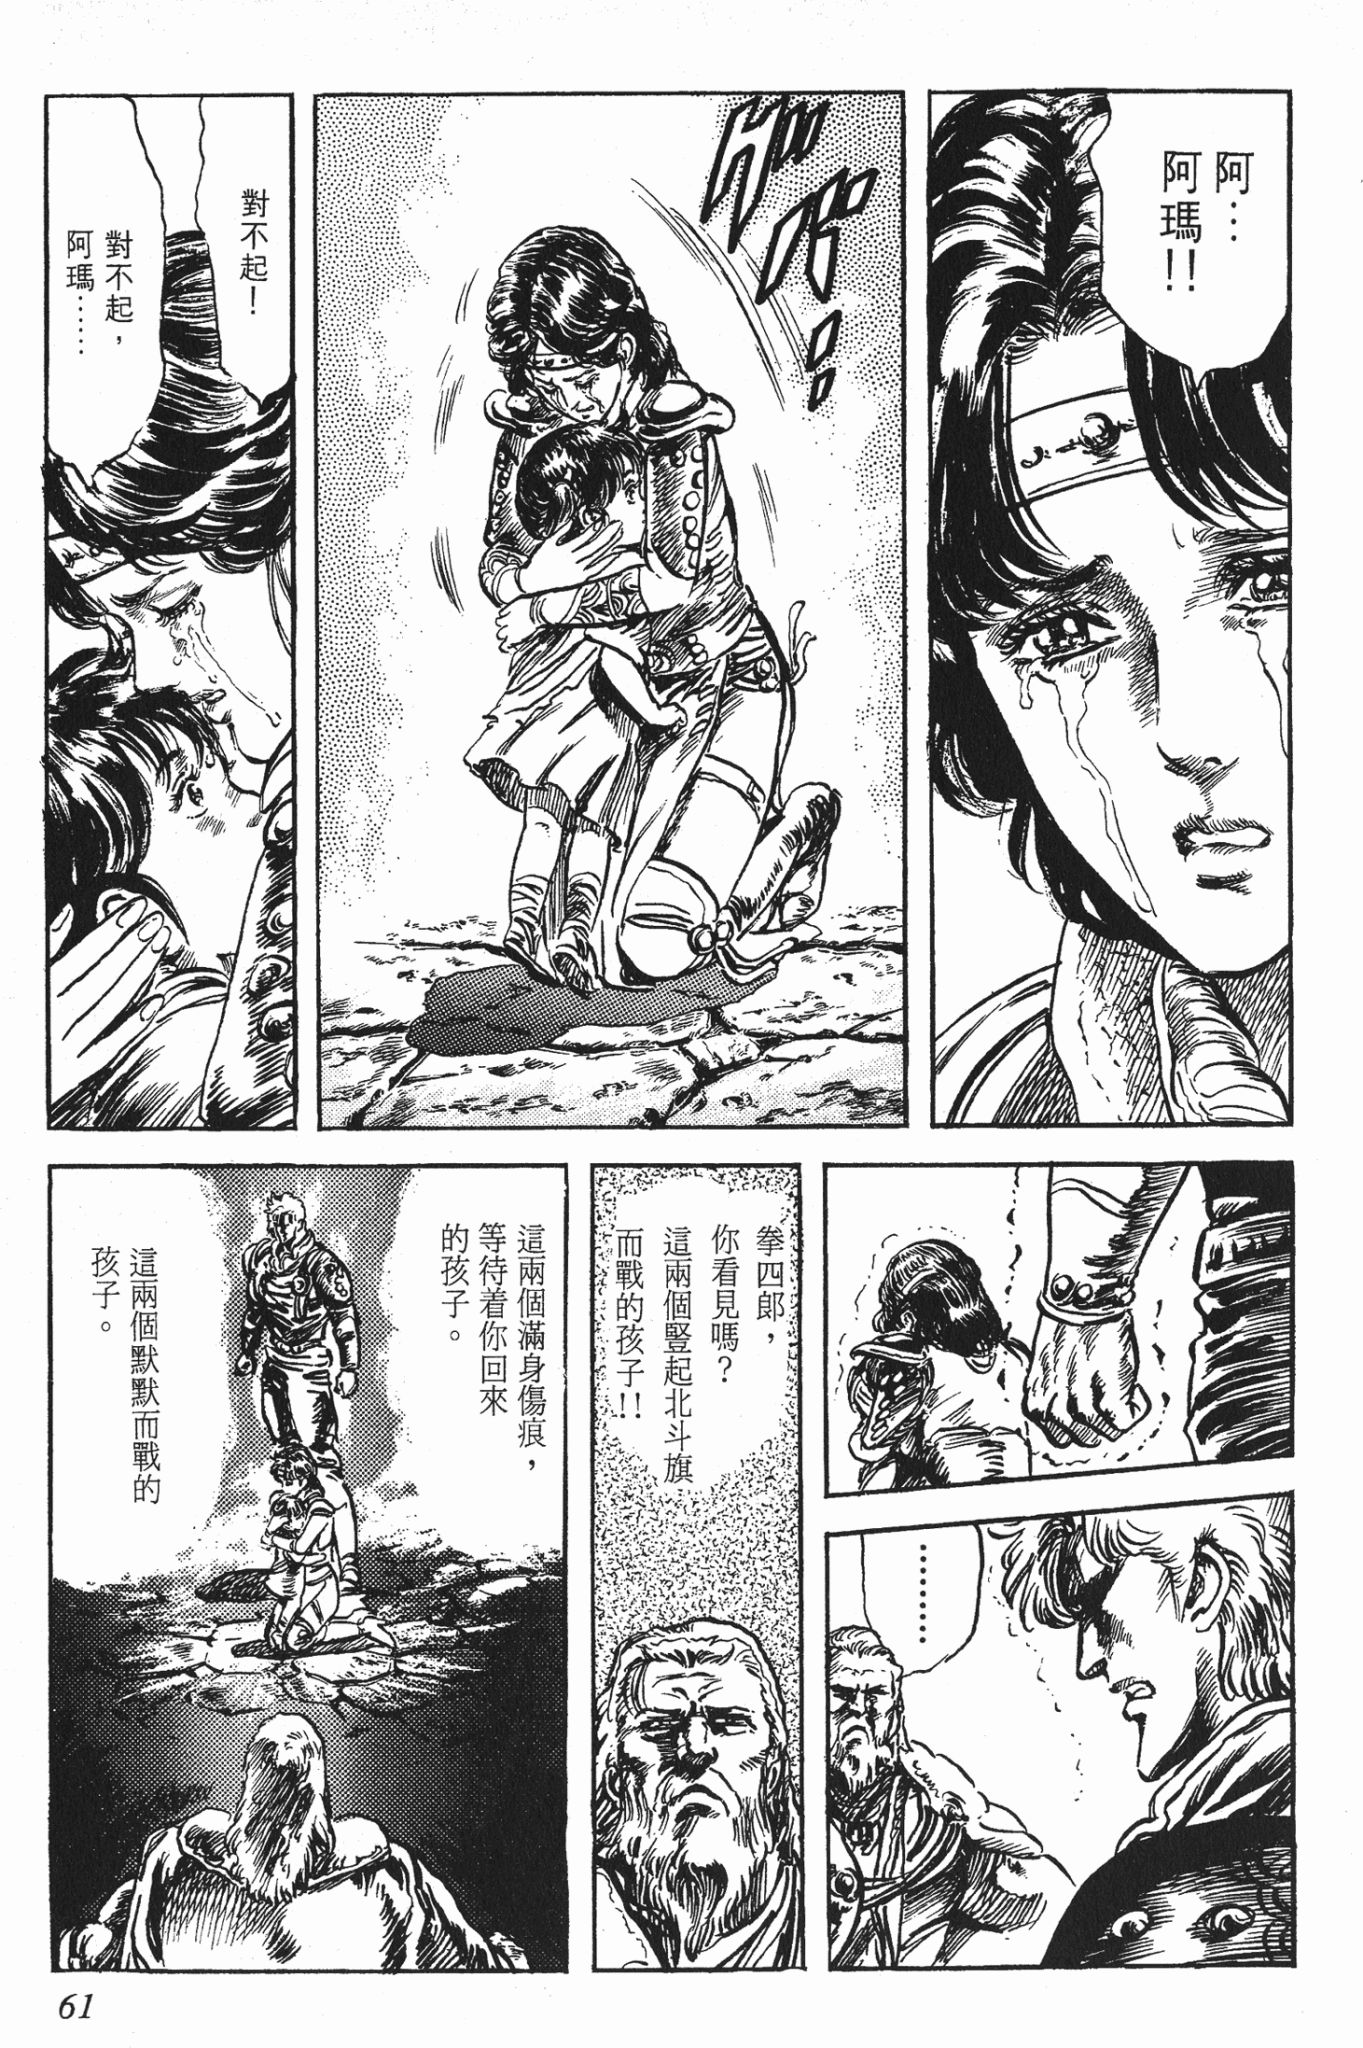 阿…
阿瑪!!
ガバッ!!
對不起！
對不起，
阿瑪……
………
拳四郎，
你看見嗎？
這兩個豎起北斗旗
而戰的孩子!!
這兩個滿身傷痕，
等待着你回來
的孩子。
這兩個默默而戰的
孩子。
61